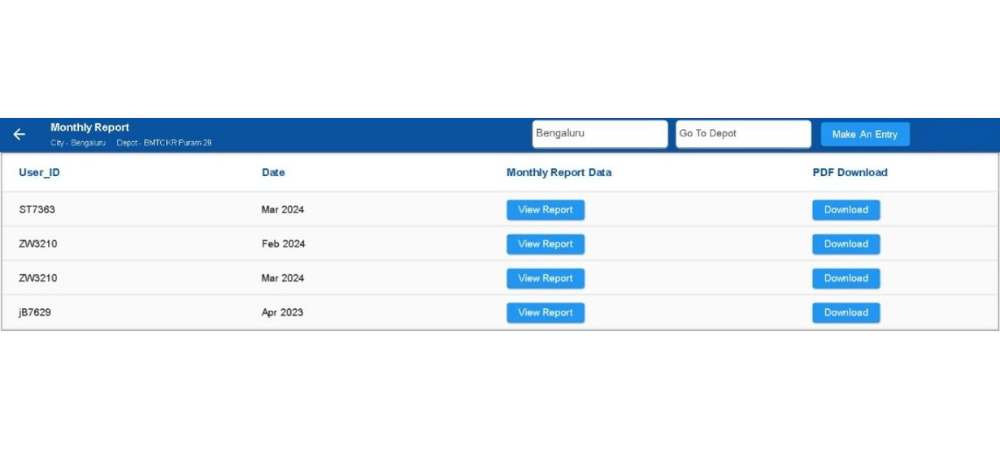 Monthly Report
City - Bengaluru Depot - BMTC KR Puram-29
Bengaluru
Go To Depot
Make An Entry
User_ID Date Monthly Report Data PDF Download
ST7363 Mar 2024 View Report Download
ZW3210 Feb 2024 View Report Download
ZW3210 Mar 2024 View Report Download
jB7629 Apr 2023 View Report Download